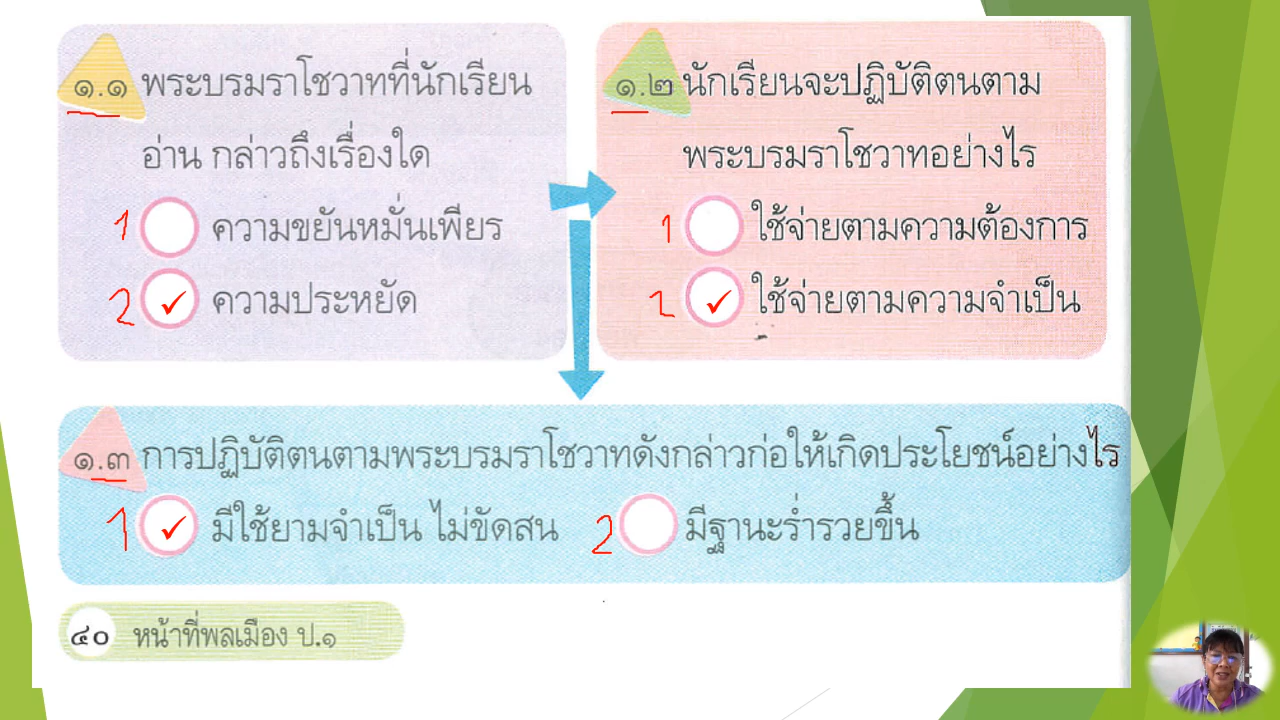 ๑.๑ พระบรมราโชวาทที่นักเรียน
อ่าน กล่าวถึงเรื่องใด
1 ความขยันหมั่นเพียร
2 ✓ ความประหยัด
๑.๒ นักเรียนจะปฏิบัติตนตาม
พระบรมราโชวาทอย่างไร
1 ใช้จ่ายตามความต้องการ
2 ✓ ใช้จ่ายตามความจำเป็น
๑.๓ การปฏิบัติตนตามพระบรมราโชวาทดังกล่าวก่อให้เกิดประโยชน์อย่างไร
1 ✓ มีใช้ยามจำเป็น ไม่ขัดสน 2 มีฐานะร่ำรวยขึ้น
๔๐ หน้าที่พลเมือง ป.๑